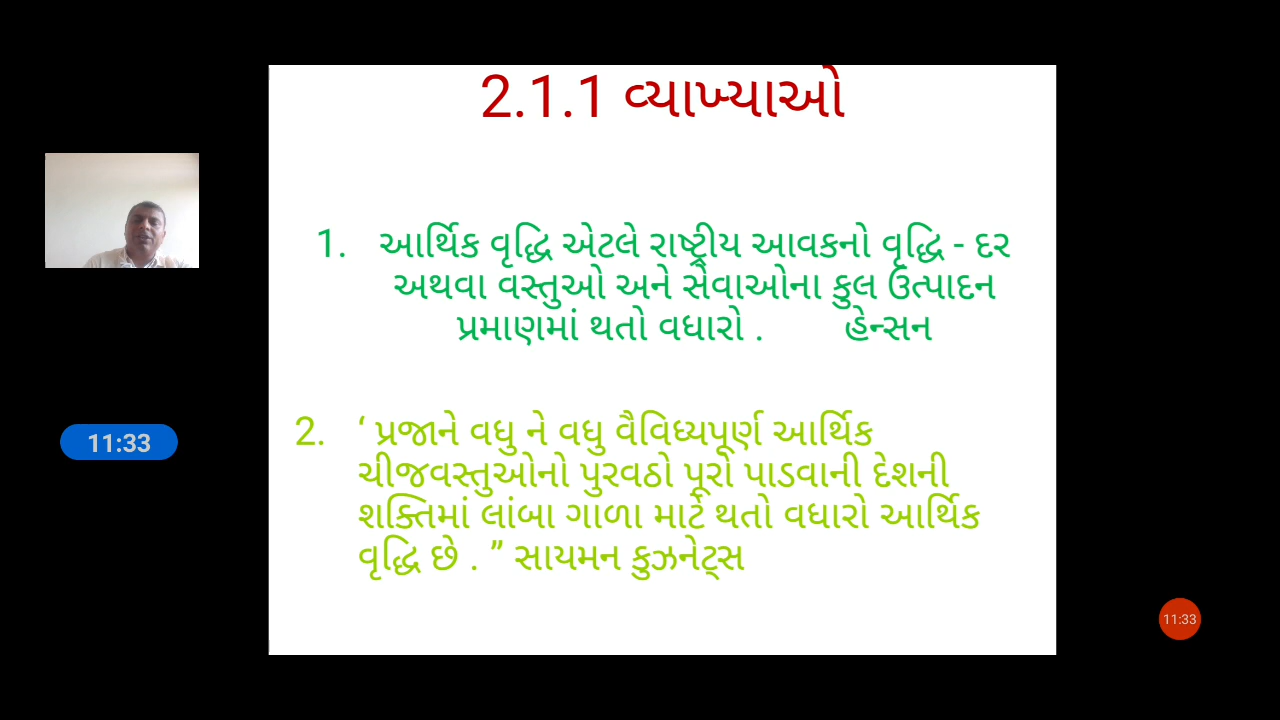 2.1.1 વ્યાખ્યાઓ
1. આર્થિક વૃદ્ધિ એટલે રાષ્ટ્રીય આવકનો વૃદ્ધિ - દર
અથવા વસ્તુઓ અને સેવાઓના કુલ ઉત્પાદન
પ્રમાણમાં થતો વધારો . હેન્સન
2. ‘ પ્રજાને વધુ ને વધુ વૈવિધ્યપૂર્ણ આર્થિક
ચીજવસ્તુઓનો પુરવઠો પૂરો પાડવાની દેશની
શક્તિમાં લાંબા ગાળા માટે થતો વધારો આર્થિક
વૃદ્ધિ છે . ” સાયમન કુઝનેટ્સ
11:33
11:33